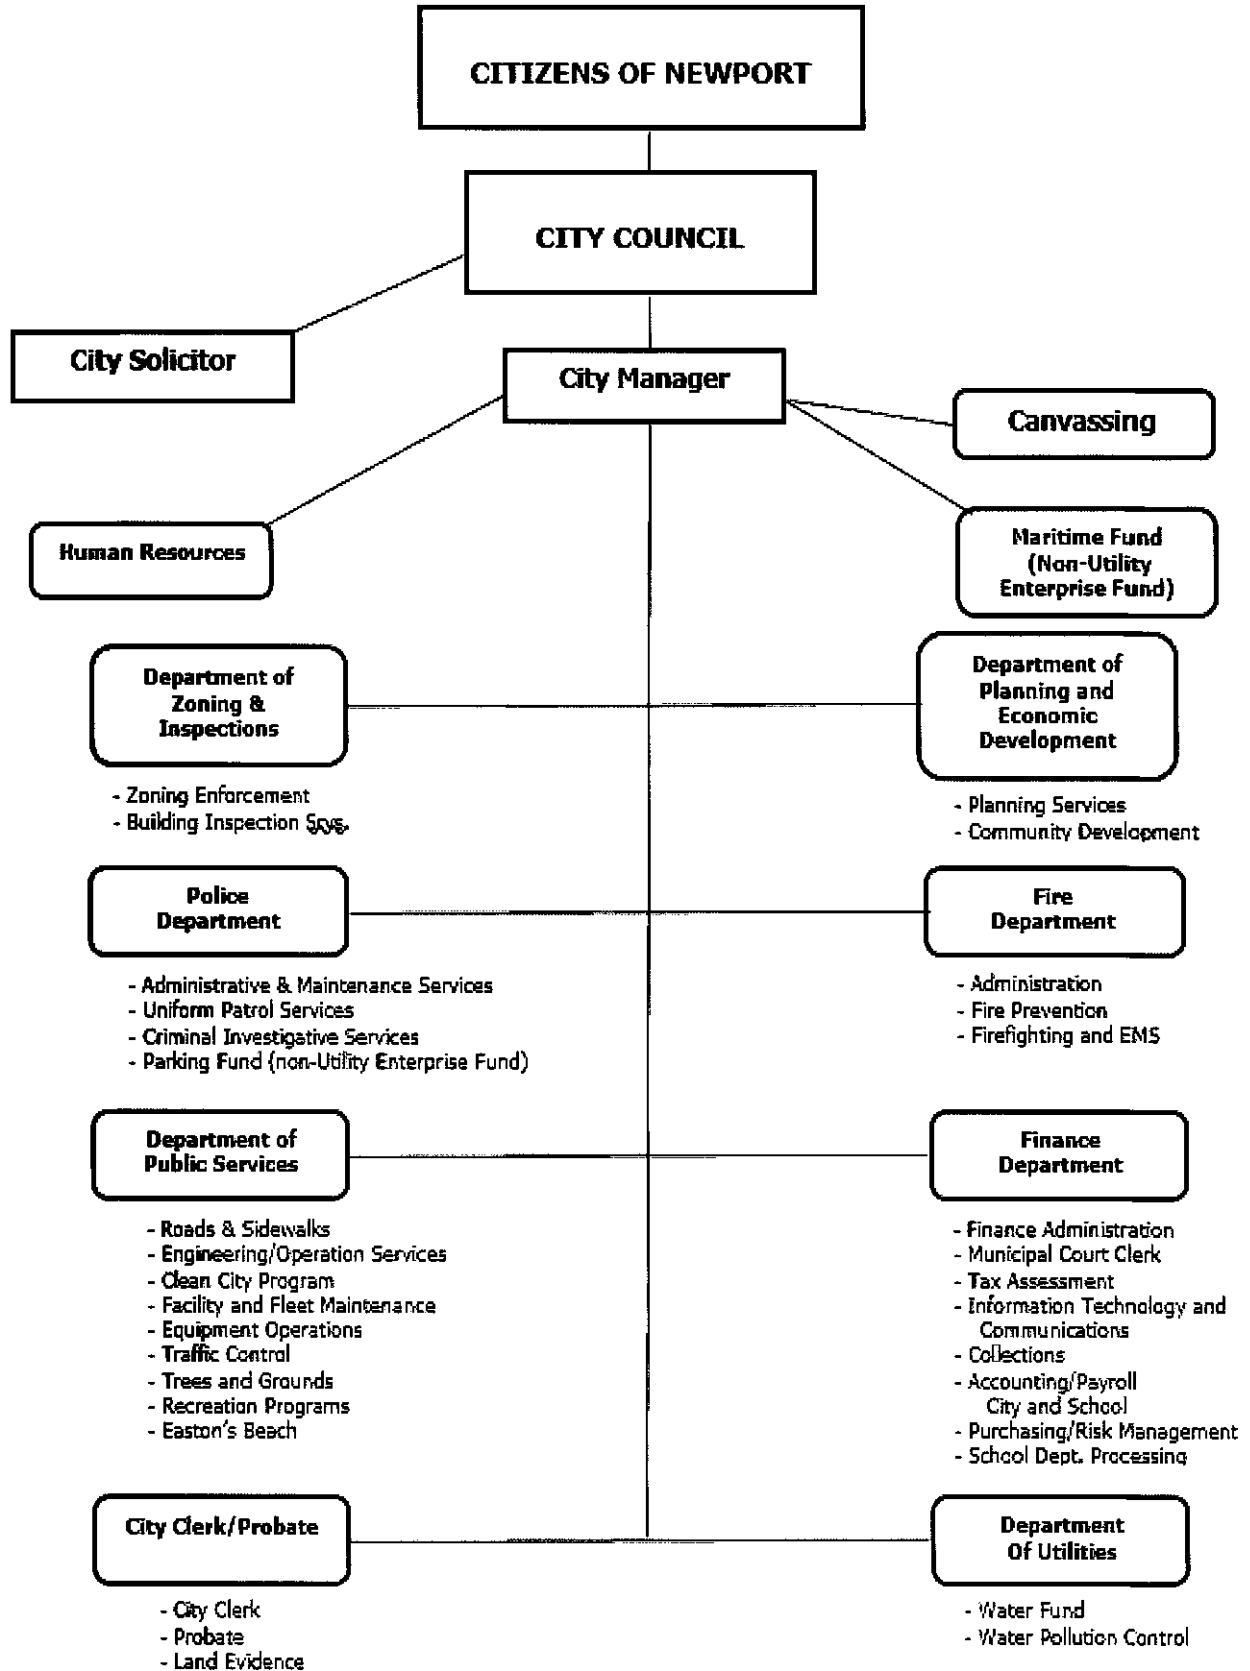 CITIZENS OF NEWPORT
CITY COUNCIL
City Solicitor
City Manager
Canvassing
Human Resources
Maritime Fund
(Non-Utility
Enterprise Fund)
Department of
Zoning &
Inspections
- Zoning Enforcement
- Building Inspection Srvs.
Department of
Planning and
Economic
Development
- Planning Services
- Community Development
Police
Department
- Administrative & Maintenance Services
- Uniform Patrol Services
- Criminal Investigative Services
- Parking Fund (non-Utility Enterprise Fund)
Fire
Department
- Administration
- Fire Prevention
- Firefighting and EMS
Department of
Public Services
- Roads & Sidewalks
- Engineering/Operation Services
- Clean City Program
- Facility and Fleet Maintenance
- Equipment Operations
- Traffic Control
- Trees and Grounds
- Recreation Programs
- Easton's Beach
Finance
Department
- Finance Administration
- Municipal Court Clerk
- Tax Assessment
- Information Technology and
Communications
- Collections
- Accounting/Payroll
City and School
- Purchasing/Risk Management
- School Dept. Processing
City Clerk/Probate
- City Clerk
- Probate
- Land Evidence
Department
Of Utilities
- Water Fund
- Water Pollution Control